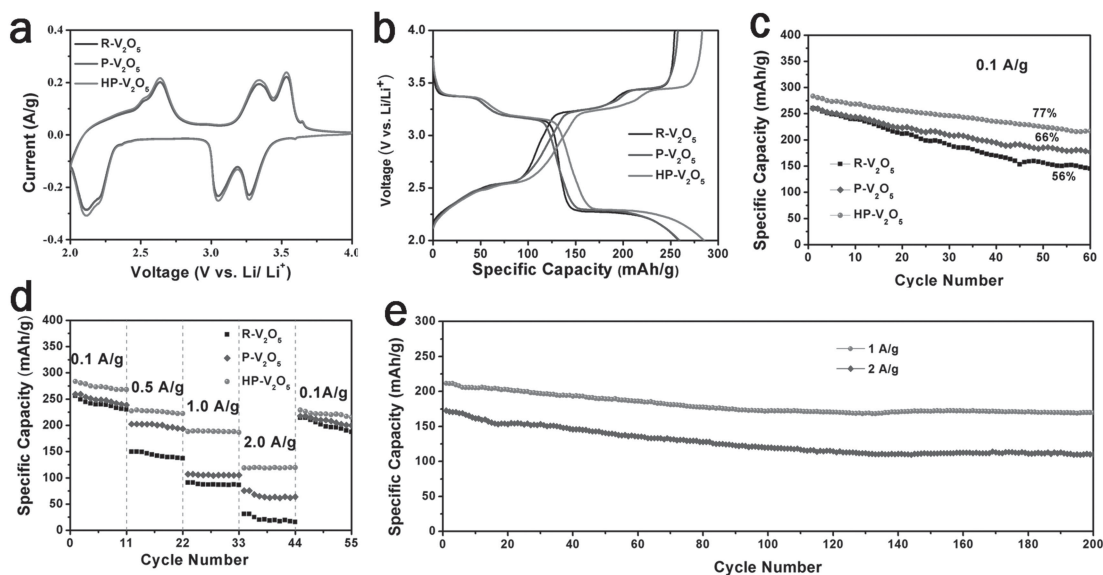 a
R-V₂O₅
P-V₂O₅
HP-V₂O₅
0.4
0.2
0.0
-0.2
-0.4
Current (A/g)
2.0 2.5 3.0 3.5 4.0
Voltage (V vs. Li/ Li⁺)
b
4.0
3.6
3.2
2.8
2.4
2.0
Voltage (V vs. Li/Li⁺)
R-V₂O₅
P-V₂O₅
HP-V₂O₅
0 50 100 150 200 250 300
Specific Capacity (mAh/g)
c
0.1 A/g
400
350
300
250
200
150
100
50
0
Specific Capacity (mAh/g)
77%
66%
56%
R-V₂O₅
P-V₂O₅
HP-V₂O₅
0 10 20 30 40 50 60
Cycle Number
d
400
350
300
250
200
150
100
50
0
Specific Capacity (mAh/g)
R-V₂O₅
P-V₂O₅
HP-V₂O₅
0.1 A/g
0.5 A/g
1.0 A/g
2.0 A/g
0.1A/g
0 11 22 33 44 55
Cycle Number
e
300
250
200
150
100
50
0
Specific Capacity (mAh/g)
1 A/g
2 A/g
0 20 40 60 80 100 120 140 160 180 200
Cycle Number